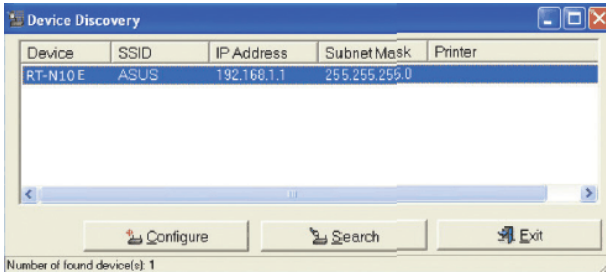 Device Discovery
Device SSID IP Address Subnet Mask Printer
RT-N10E ASUS 192.168.1.1 255.255.255.0
Configure Search Exit
Number of found device(s): 1